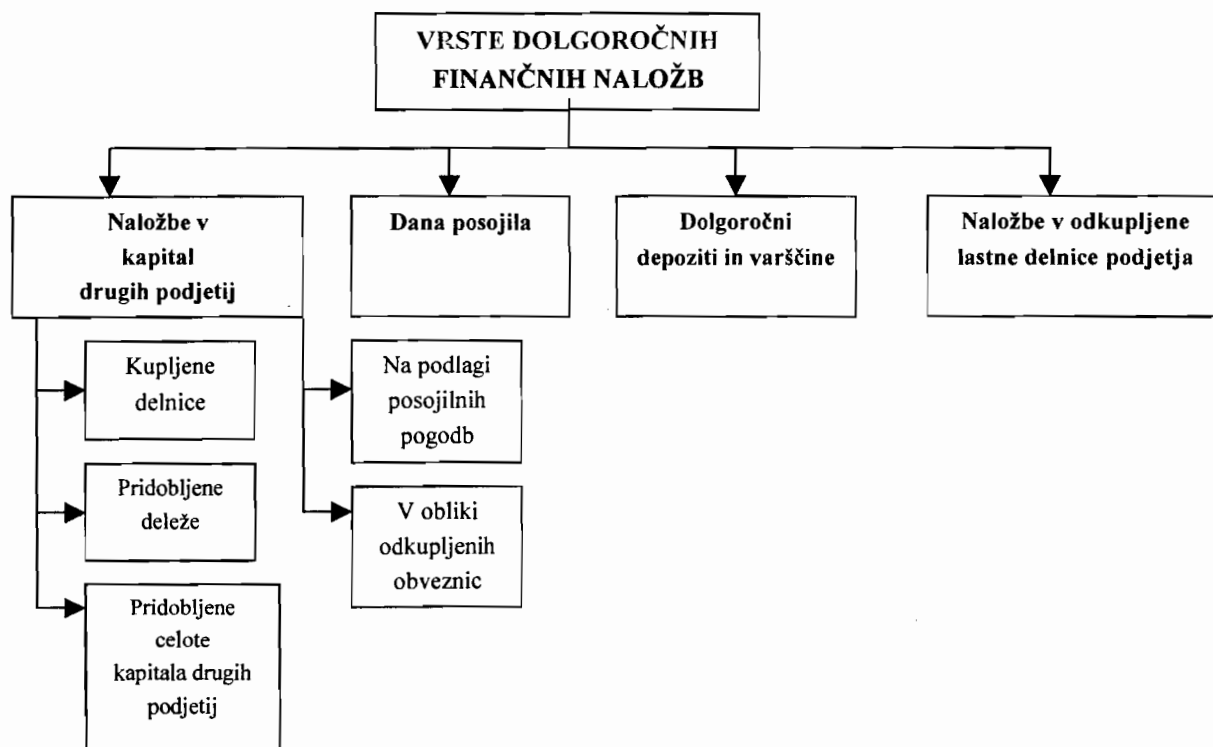 VRSTE DOLGOROČNIH
FINANČNIH NALOŽB
Naložbe v
kapital
drugih podjetij
Dana posojila
Dolgoročni
depoziti in varščine
Naložbe v odkupljene
lastne delnice podjetja
Kupljene
delnice
Pridobljene
deleže
Pridobljene
celote
kapitala drugih
podjetij
Na podlagi
posojilnih
pogodb
V obliki
odkupljenih
obveznic